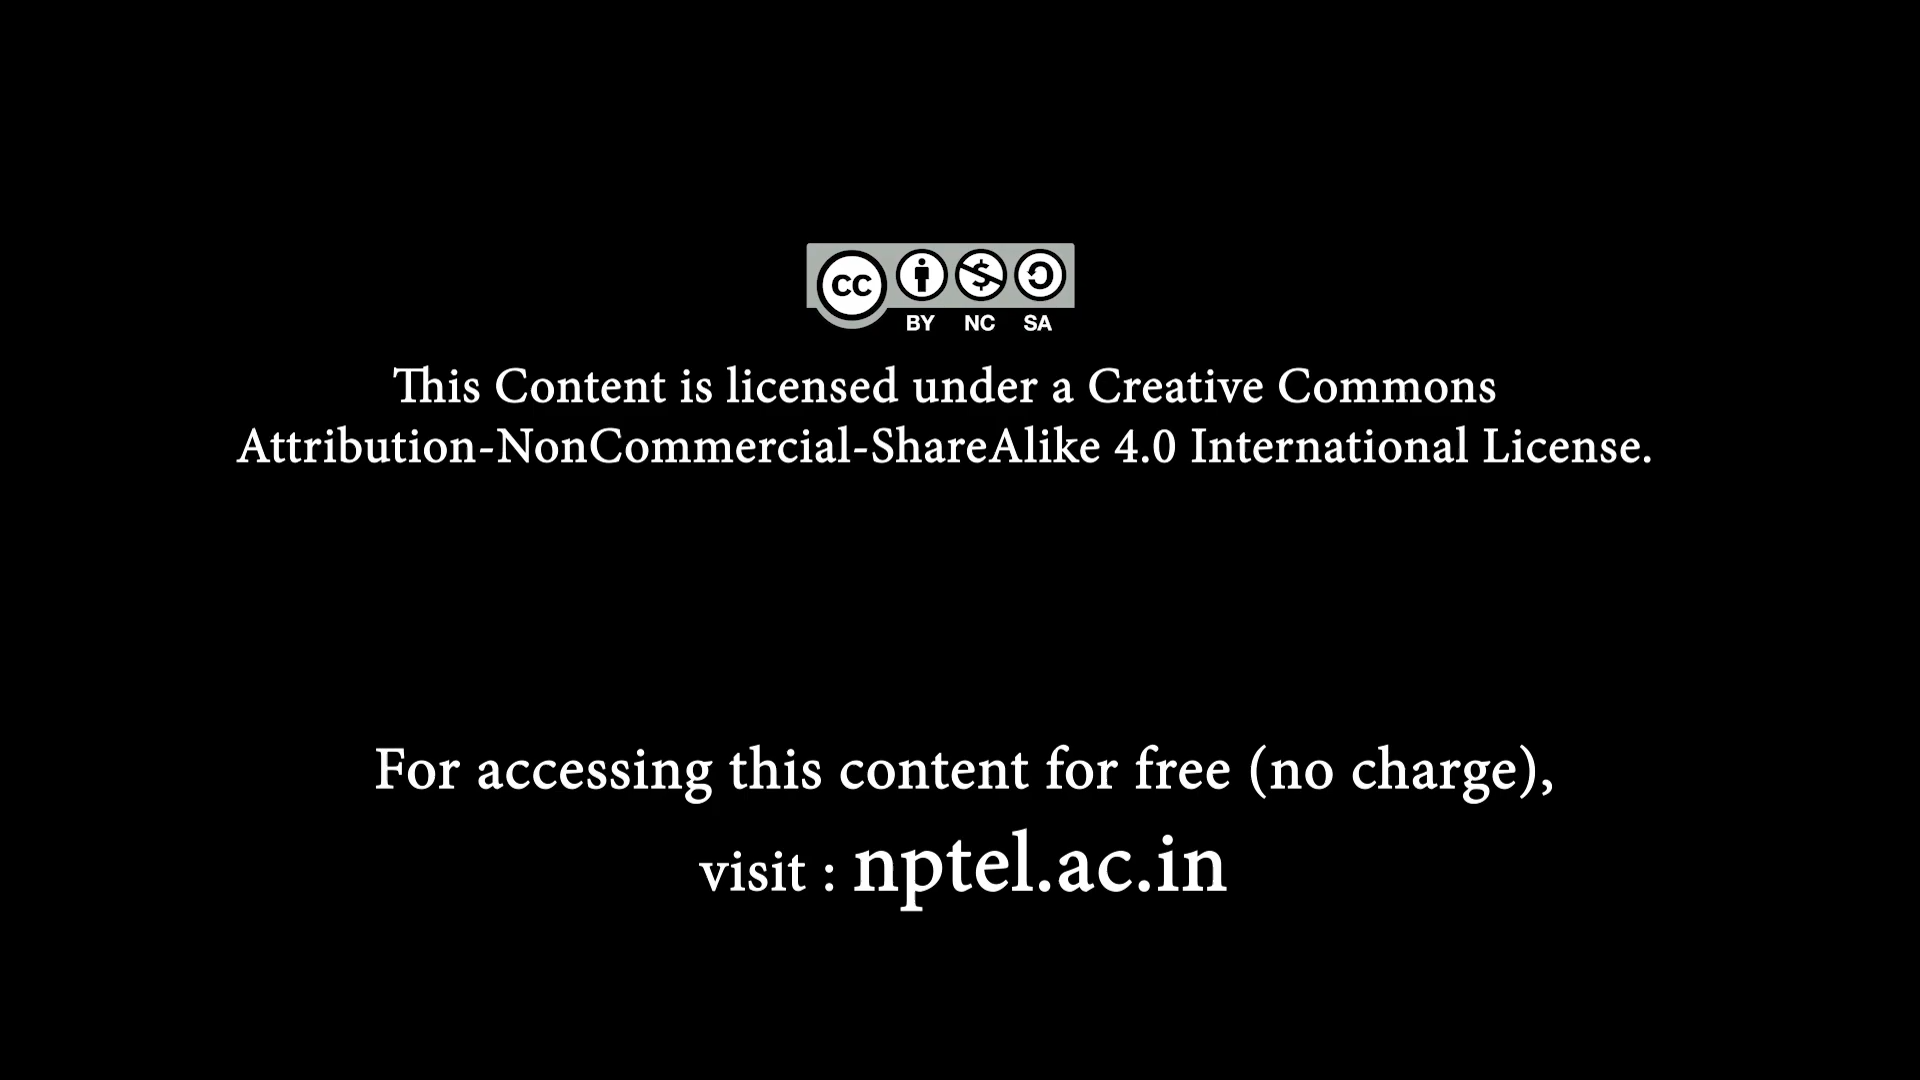 cc
BY NC SA
This Content is licensed under a Creative Commons
Attribution-NonCommercial-ShareAlike 4.0 International License.
For accessing this content for free (no charge),
visit : nptel.ac.in